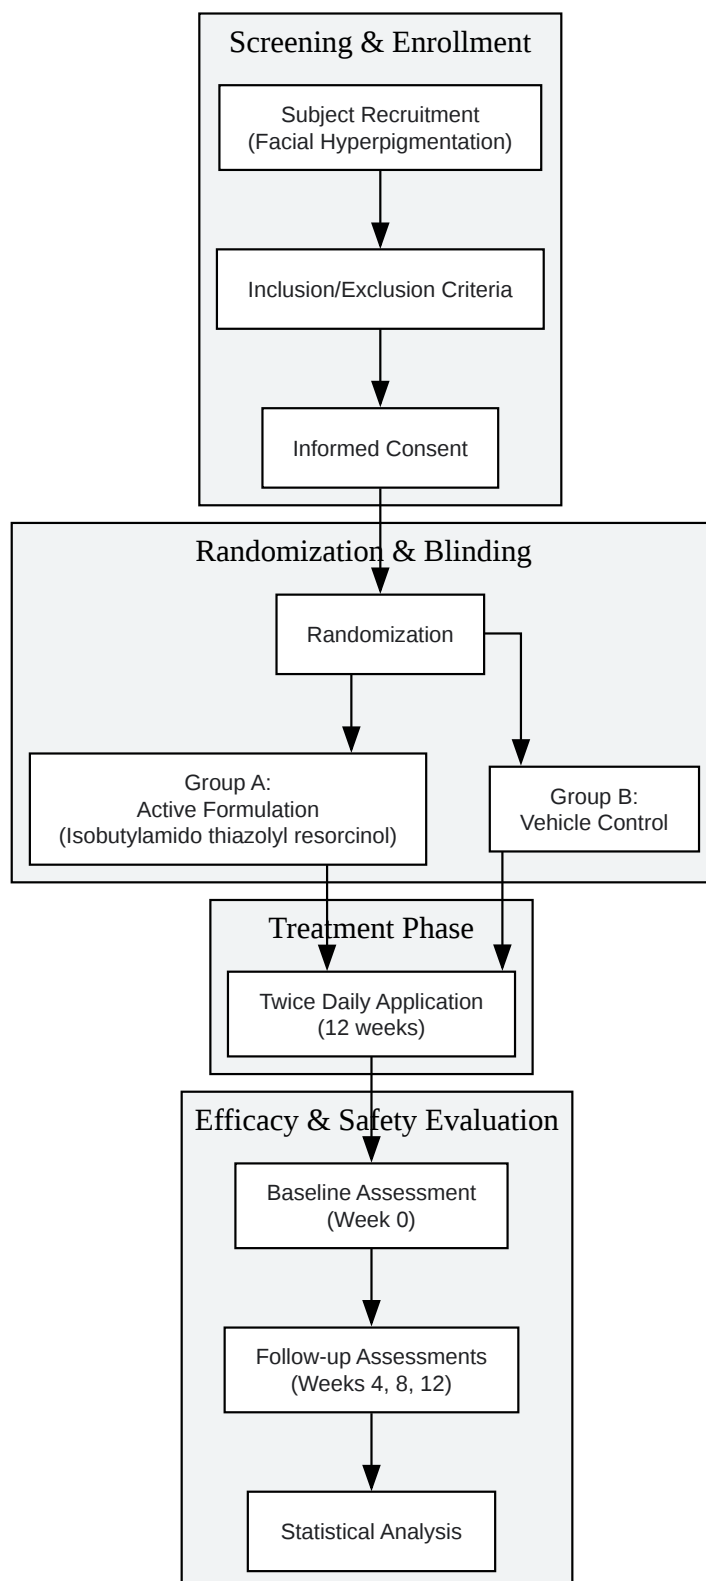 Screening & Enrollment
Subject Recruitment
(Facial Hyperpigmentation)
Inclusion/Exclusion Criteria
Informed Consent
Randomization & Blinding
Randomization
Group A:
Active Formulation
(Isobutylamido thiazolyl resorcinol)
Group B:
Vehicle Control
Treatment Phase
Twice Daily Application
(12 weeks)
Efficacy & Safety Evaluation
Baseline Assessment
(Week 0)
Follow-up Assessments
(Weeks 4, 8, 12)
Statistical Analysis